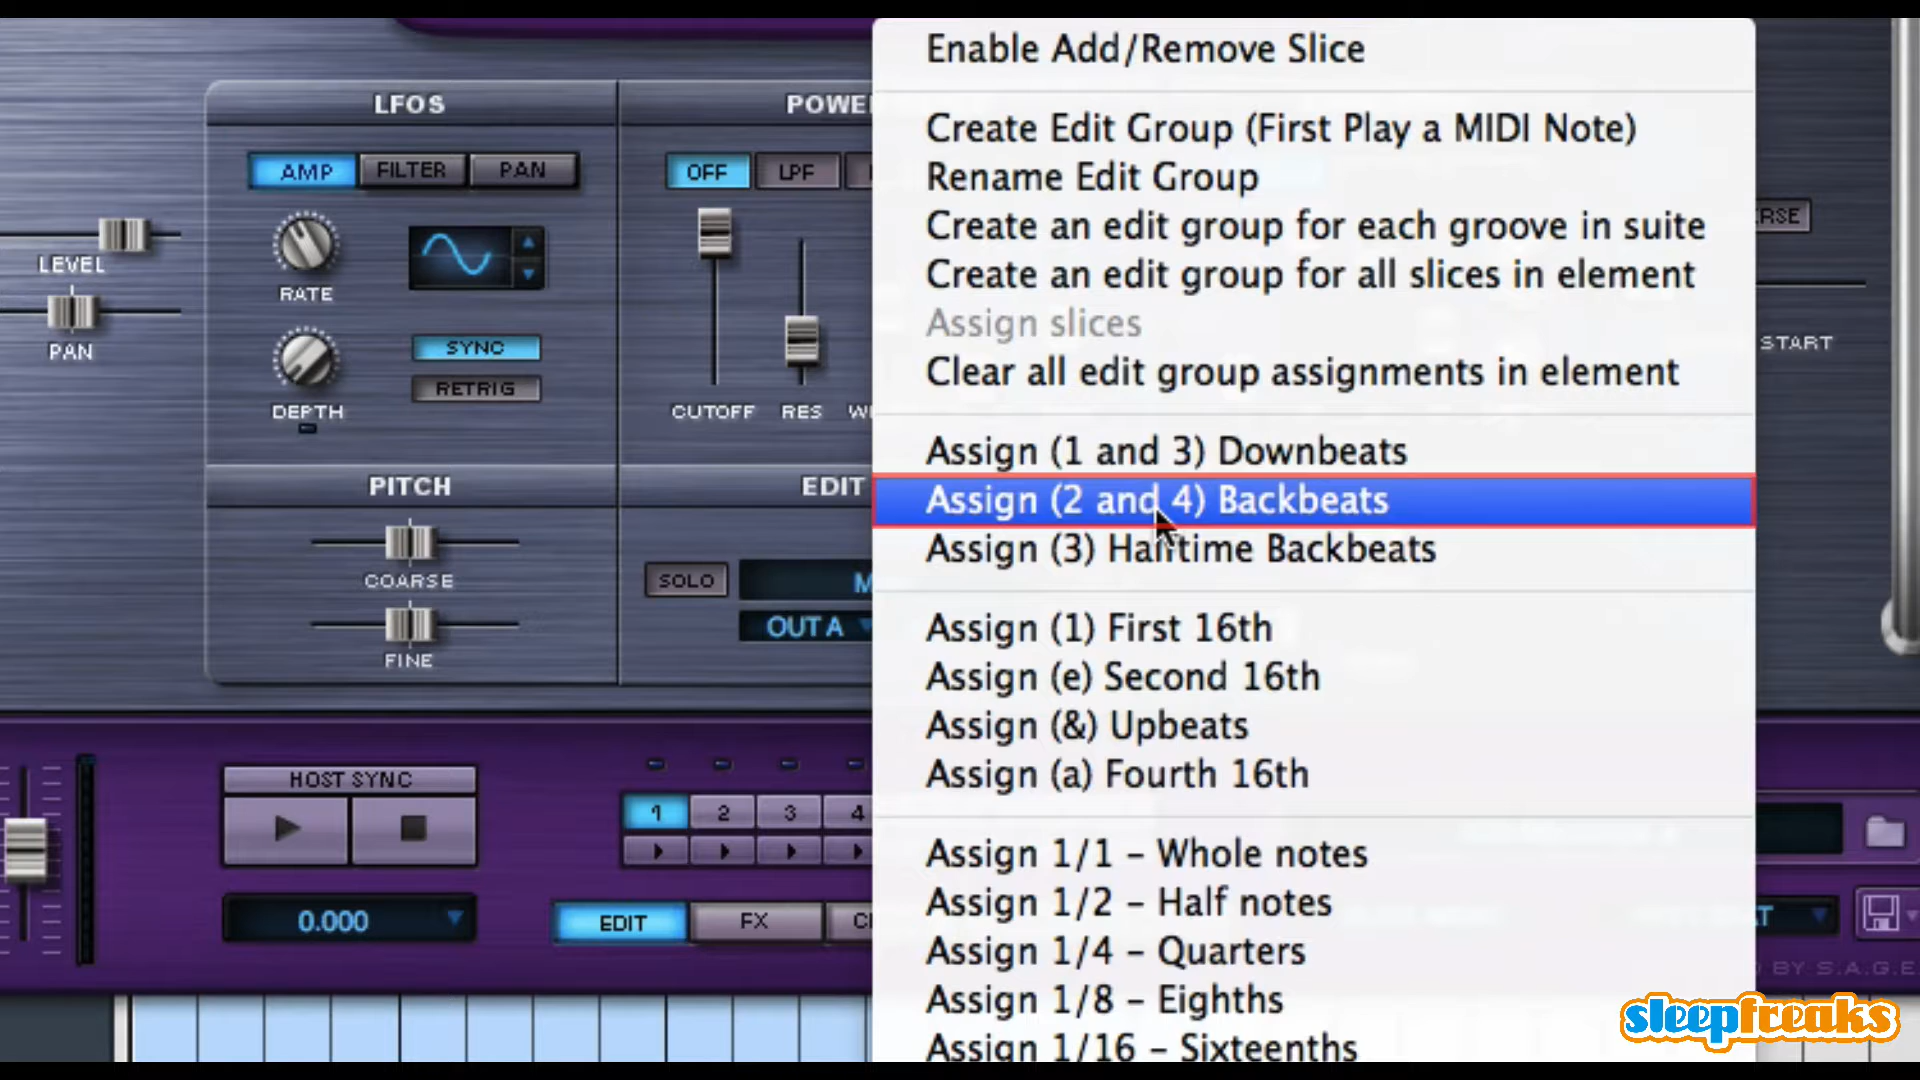 Enable Add/Remove Slice
Create Edit Group (First Play a MIDI Note)
Rename Edit Group
Create an edit group for each groove in suite
Create an edit group for all slices in element
Assign slices
Clear all edit group assignments in element
Assign (1 and 3) Downbeats
Assign (2 and 4) Backbeats
Assign (3) Halftime Backbeats
Assign (1) First 16th
Assign (e) Second 16th
Assign (&) Upbeats
Assign (a) Fourth 16th
Assign 1/1 – Whole notes
Assign 1/2 – Half notes
Assign 1/4 – Quarters
Assign 1/8 – Eighths
Assign 1/16 – Sixteenths
LFOS
AMP FILTER PAN
RATE
DEPTH
SYNC
RETRIG
LEVEL
PAN
OFF LPF
CUTOFF RES
PITCH
COARSE
FINE
EDIT
SOLO
OUT A
START
HOST SYNC
1 2 3 4
0.000
EDIT FX
BY S.A.G.E.
sleepfreaks